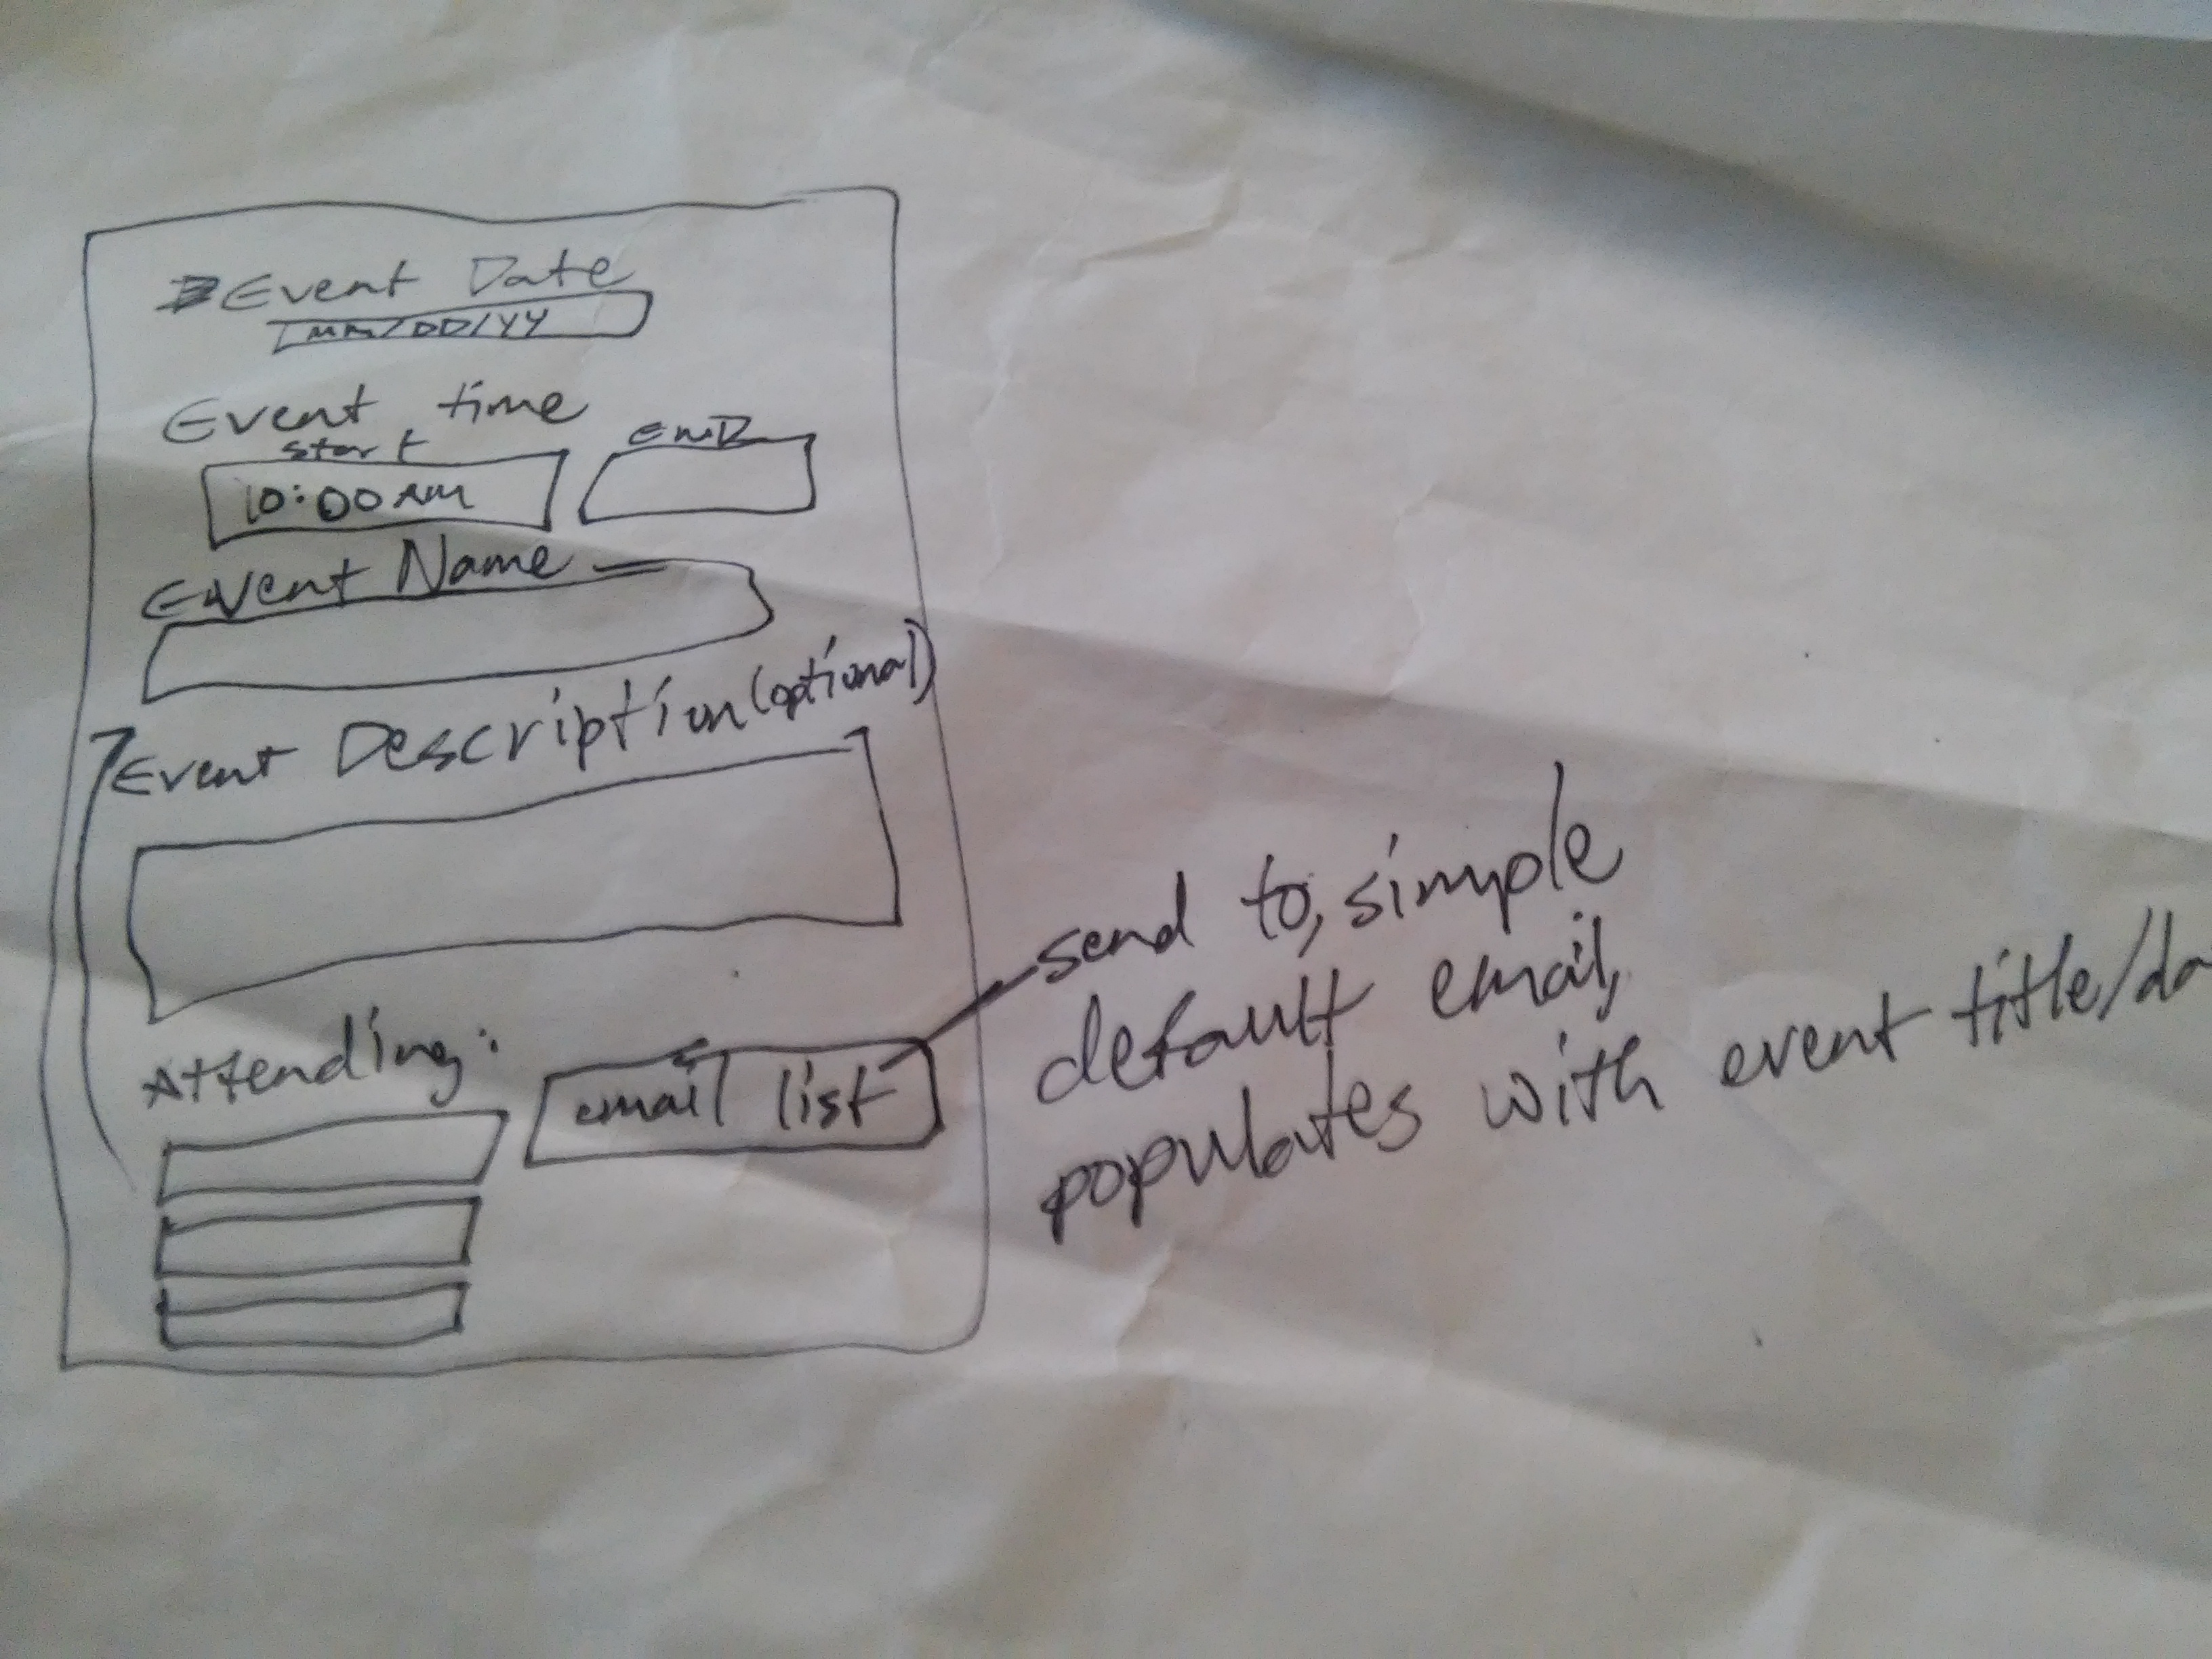 Event Date
MM/DD/YY
Event time
start END
10:00 AM
Event Name
Event Description (optional)
Attending:
email list
send to, simple
default email,
populates with event title/da